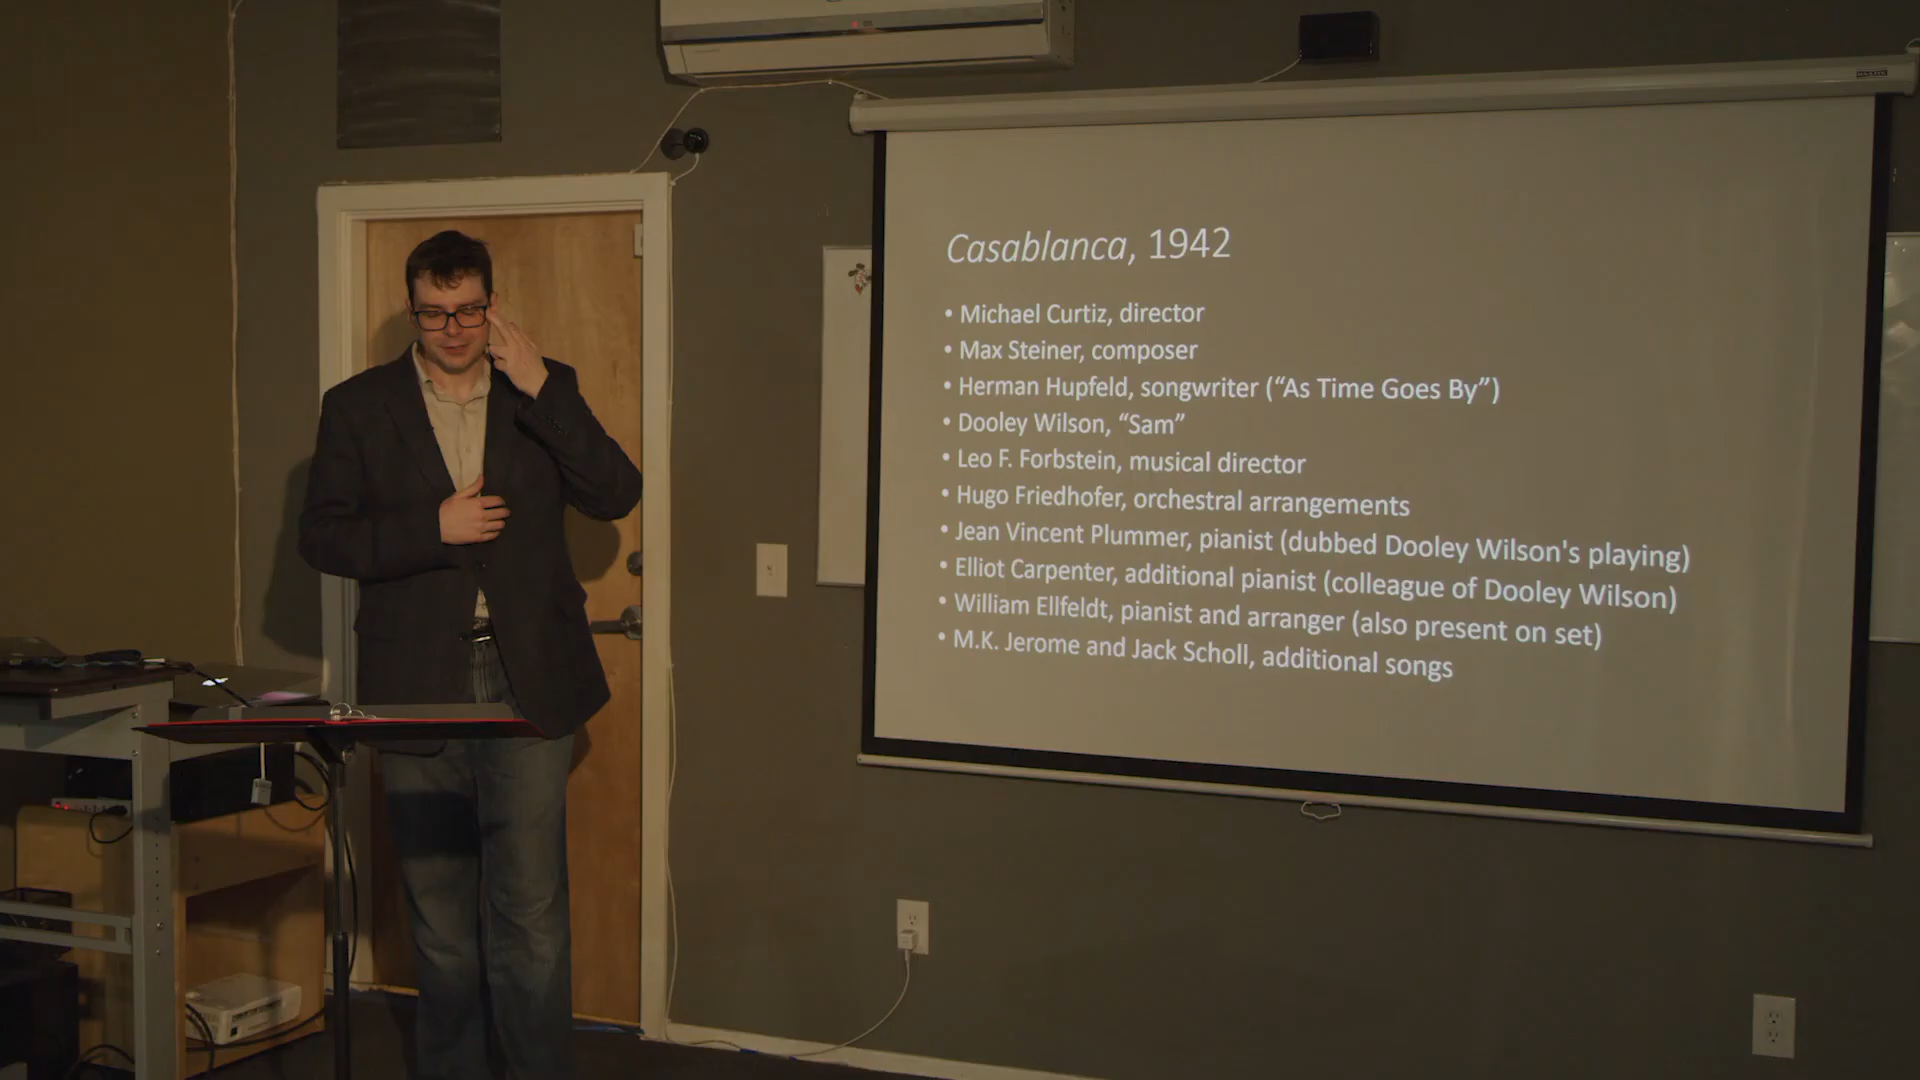 Casablanca, 1942
• Michael Curtiz, director
• Max Steiner, composer
• Herman Hupfeld, songwriter (“As Time Goes By”)
• Dooley Wilson, “Sam”
• Leo F. Forbstein, musical director
• Hugo Friedhofer, orchestral arrangements
• Jean Vincent Plummer, pianist (dubbed Dooley Wilson's playing)
• Elliot Carpenter, additional pianist (colleague of Dooley Wilson)
• William Ellfeldt, pianist and arranger (also present on set)
• M.K. Jerome and Jack Scholl, additional songs